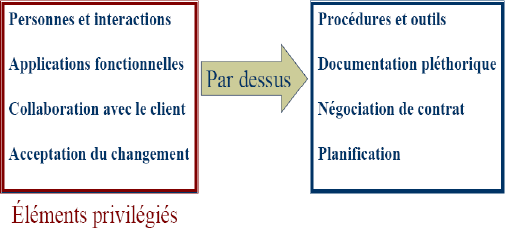 Personnes et interactions
Applications fonctionnelles
Collaboration avec le client
Acceptation du changement
Par dessus
Procédures et outils
Documentation pléthorique
Négociation de contrat
Planification
Éléments privilégiés